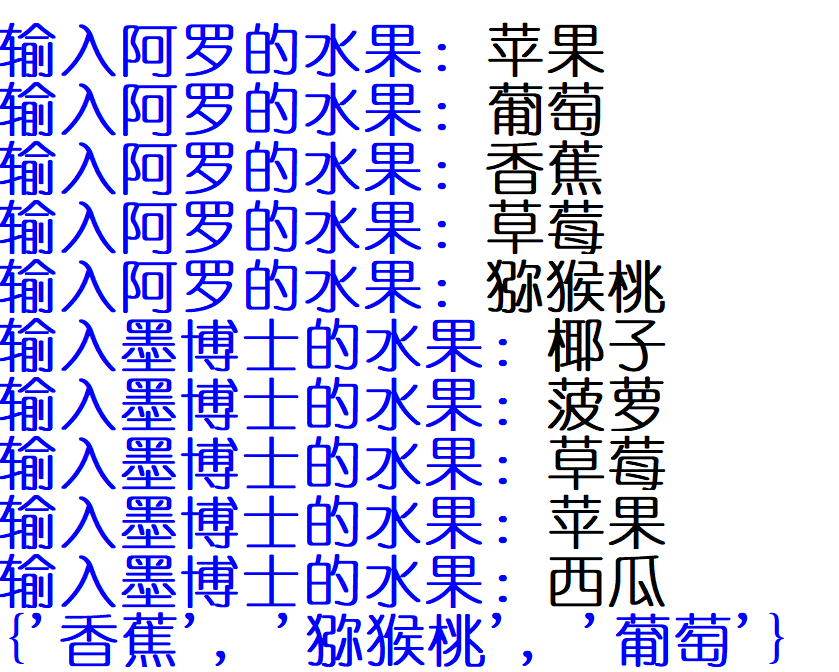 输入阿罗的水果：苹果
输入阿罗的水果：葡萄
输入阿罗的水果：香蕉
输入阿罗的水果：草莓
输入阿罗的水果：猕猴桃
输入墨博士的水果：椰子
输入墨博士的水果：菠萝
输入墨博士的水果：草莓
输入墨博士的水果：苹果
输入墨博士的水果：西瓜
{'香蕉', '猕猴桃', '葡萄'}